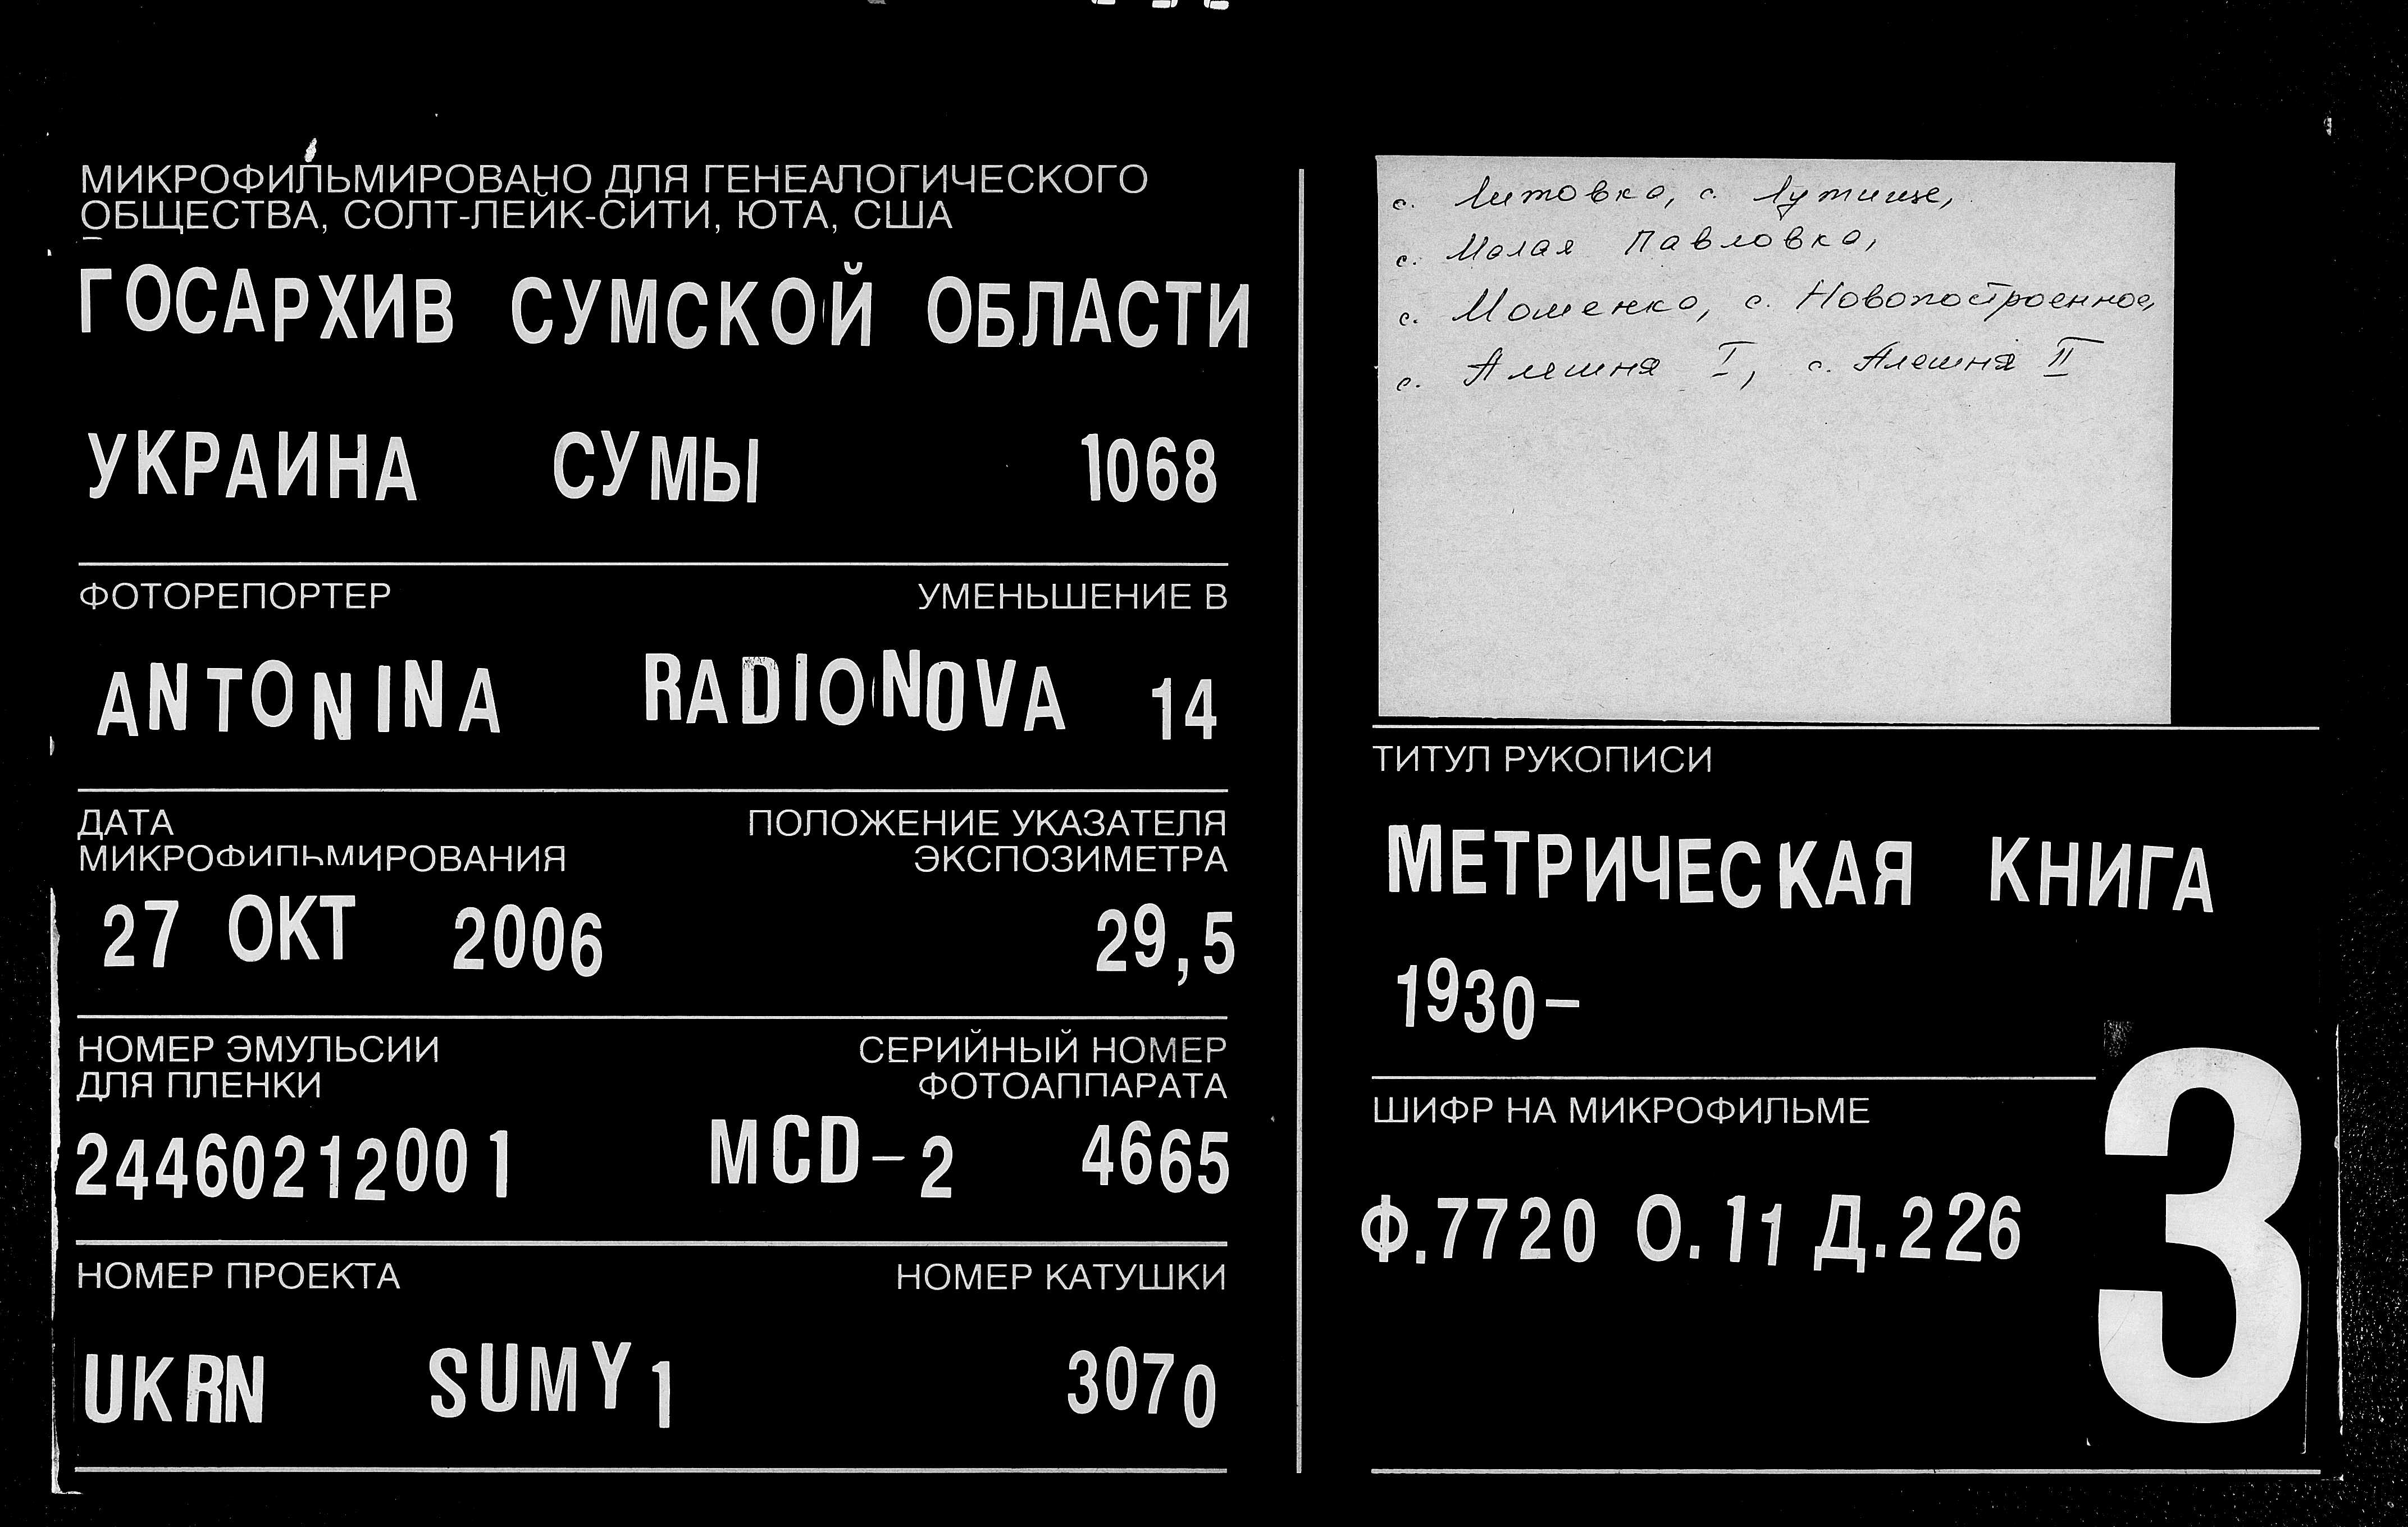 МИКРОФИЛЬМИРОВАНО ДЛЯ ГЕНЕАЛОГИЧЕСКОГО
ОБЩЕСТВА, СОЛТ-ЛЕЙК-СИТИ, ЮТА, США
ГОСАРХИВ СУМСКОЙ ОБЛАСТИ
УКРАИНА СУМЫ 1068
ФОТОРЕПОРТЕР УМЕНЬШЕНИЕ В
ANTONINA RADIONOVA 14
ДАТА
МИКРОФИЛЬМИРОВАНИЯ
ПОЛОЖЕНИЕ УКАЗАТЕЛЯ
ЭКСПОЗИМЕТРА
27 ОКТ 2006 29,5
НОМЕР ЭМУЛЬСИИ
ДЛЯ ПЛЕНКИ
СЕРИЙНЫЙ НОМЕР
ФОТОАППАРАТА
24460212001 MCD-2 4665
НОМЕР ПРОЕКТА НОМЕР КАТУШКИ
UKRN SUMY1 3070
с. Литовка, с. Лутище,
с. Малая Павловка,
с. Моменко, с. Новопостроенное,
с. Алешня I, с. Алешня II
ТИТУЛ РУКОПИСИ
МЕТРИЧЕСКАЯ КНИГА
1930-
ШИФР НА МИКРОФИЛЬМЕ
Ф.7720 О.11 Д.226
3